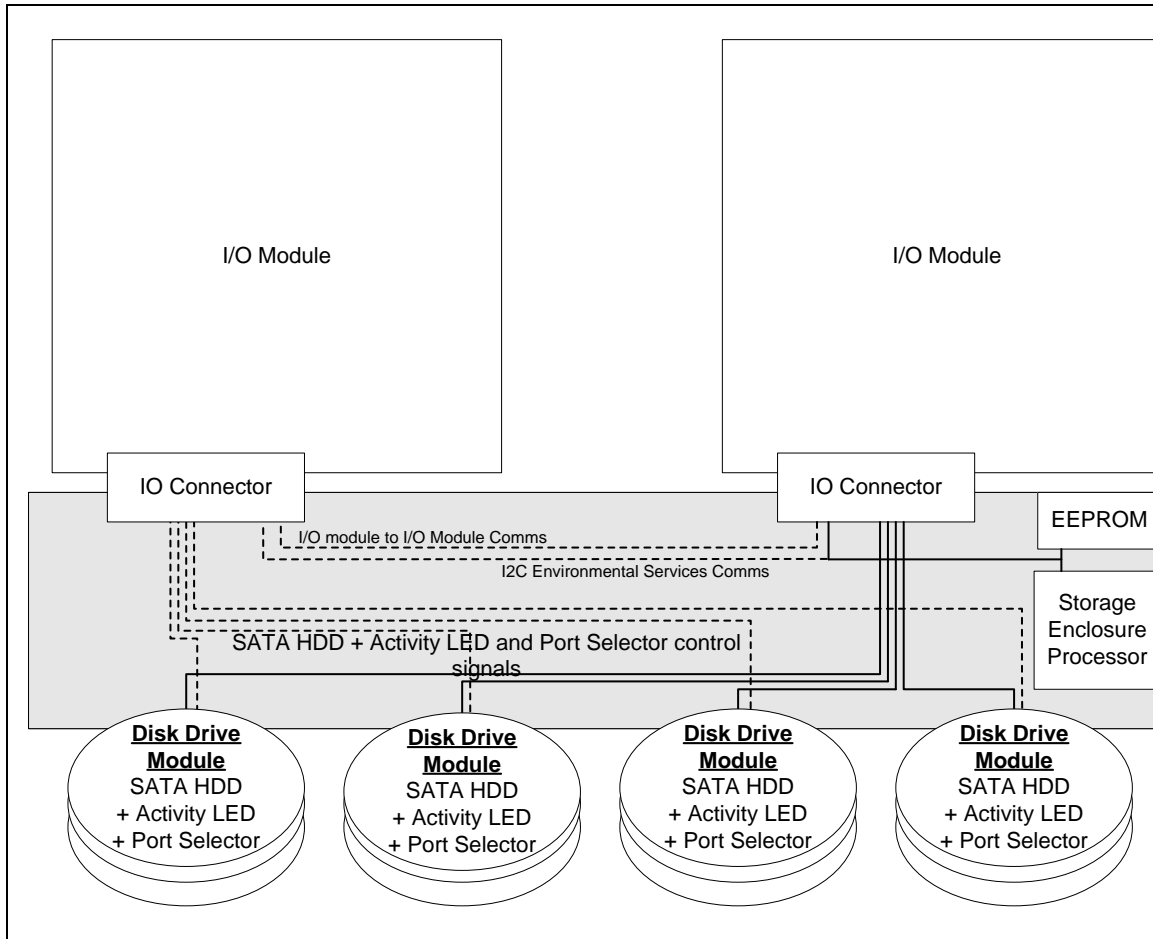 I/O Module
I/O Module
IO Connector
IO Connector
EEPROM
I/O module to I/O Module Comms
I2C Environmental Services Comms
Storage
Enclosure
Processor
SATA HDD + Activity LED and Port Selector control
signals
Disk Drive
Module
SATA HDD
+ Activity LED
+ Port Selector
Disk Drive
Module
SATA HDD
+ Activity LED
+ Port Selector
Disk Drive
Module
SATA HDD
+ Activity LED
+ Port Selector
Disk Drive
Module
SATA HDD
+ Activity LED
+ Port Selector